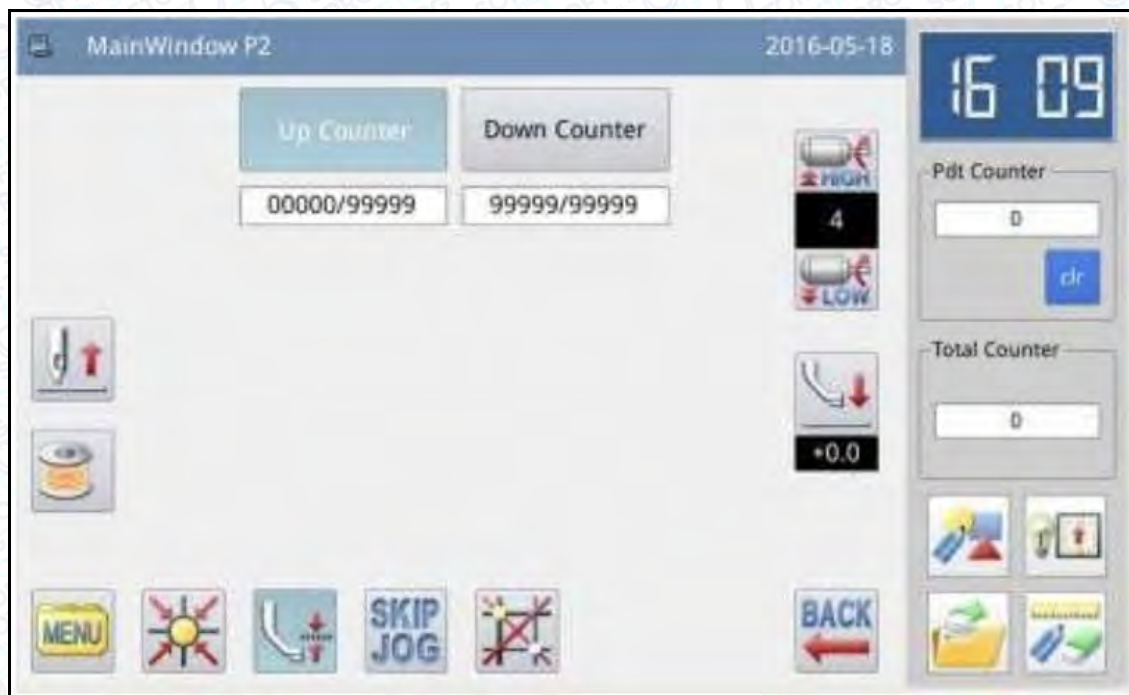 MainWindow P2
2016-05-18
16 09
Up Counter
Down Counter
00000/99999
99999/99999
HIGH
4
LOW
+0.0
Pdt Counter
0
clr
Total Counter
0
MENU
SKIP
JOG
BACK